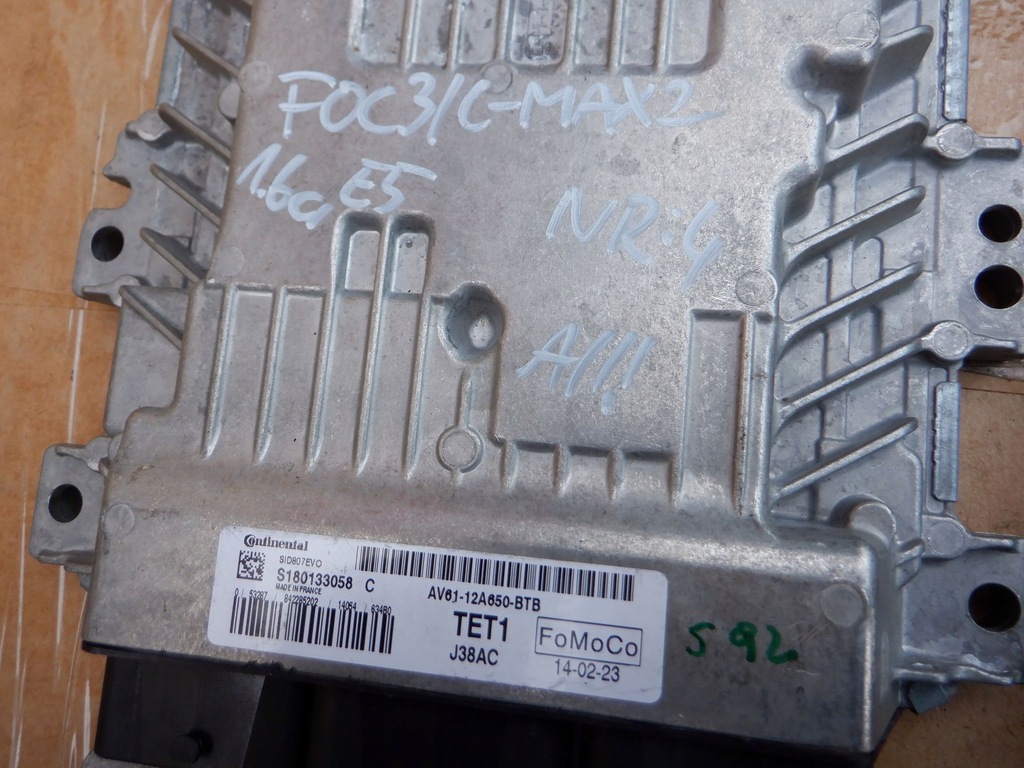 FOC3/C-MAX2
1.6d, E5
NR:4
A!!!
Continental
SID807EVO
S180133058 C
MADE IN FRANCE
AV61-12A650-BTB
TET1
J38AC
FoMoCo
14-02-23
S 92